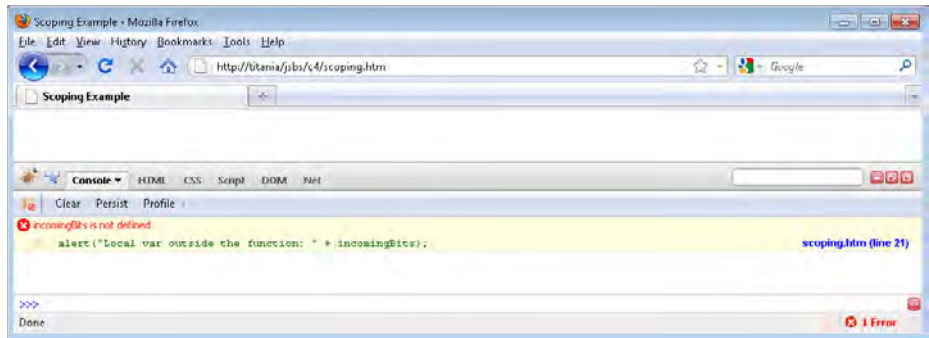 Scoping Example - Mozilla Firefox
File Edit View History Bookmarks Tools Help
http://titania/jsbs/c4/scoping.htm Google
Scoping Example
Console HTML CSS Script DOM Net
Clear Persist Profile
incomingBits is not defined
alert("Local var outside the function: " + incomingBits);
scoping.htm (line 21)
>>>
Done 1 Error